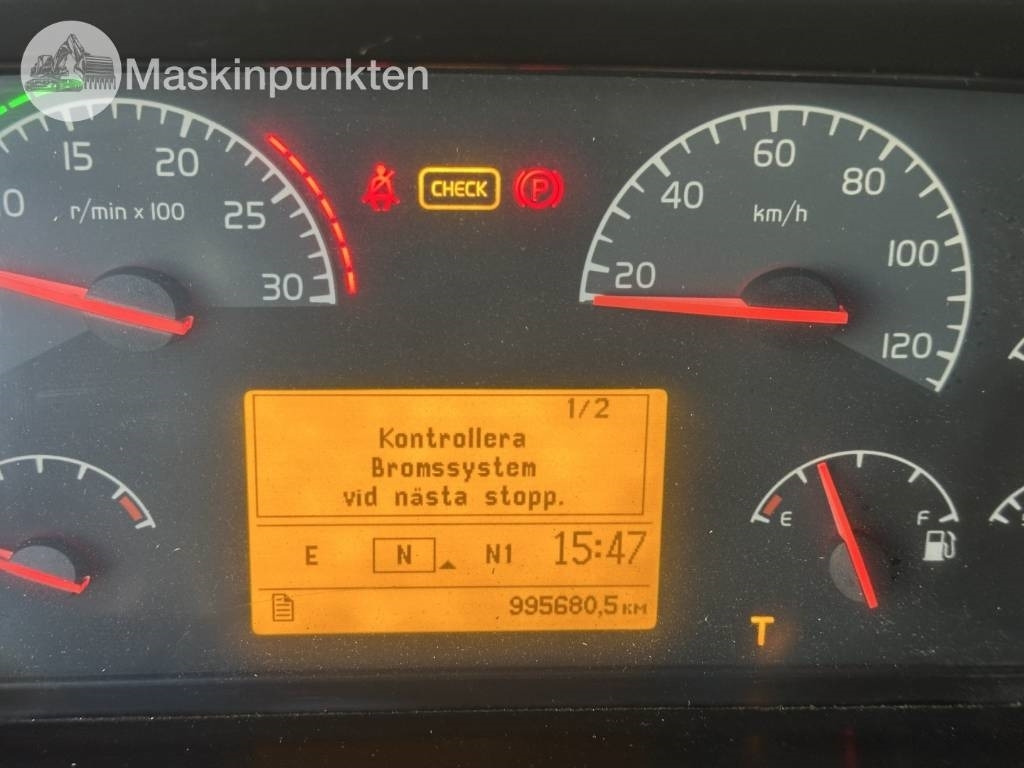 Maskinpunkten
15 20
25
30
r/min x 100
CHECK
P
20 40 60 80 100 120
km/h
1/2
Kontrollera
Bromssystem
vid nästa stopp.
E N N1 15:47
995680,5 KM
E F
T